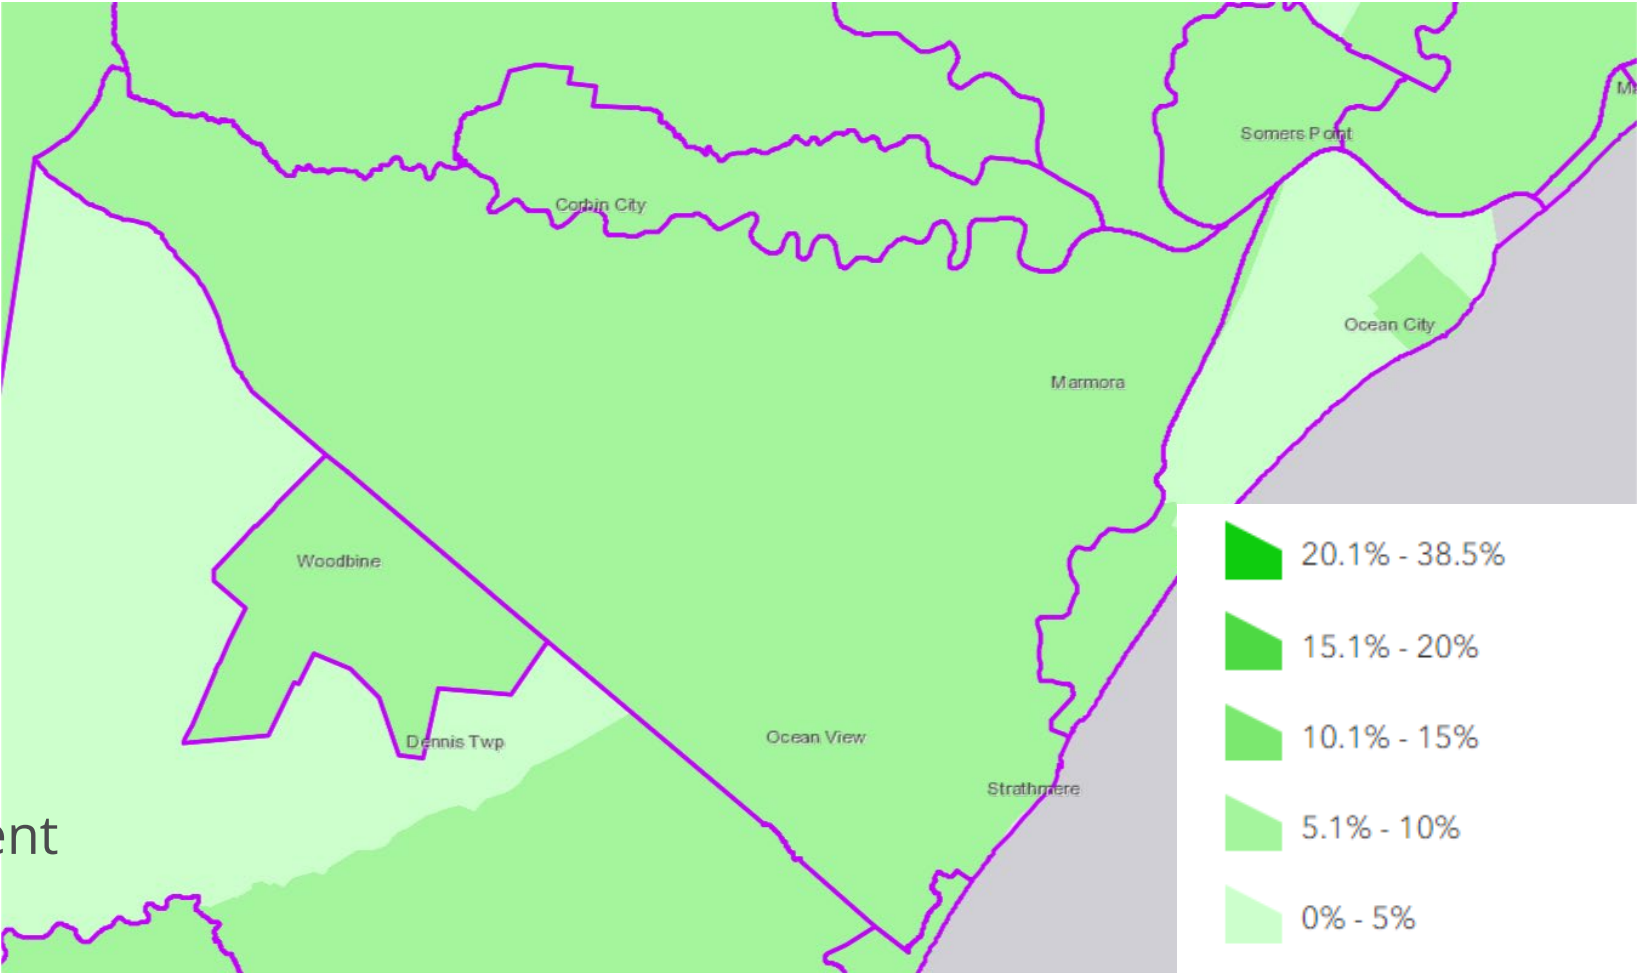 Somers Point
Corbin City
Ocean City
Marmora
Woodbine
Ocean View
Dennis Twp
Strathmere
ent
20.1% - 38.5%
15.1% - 20%
10.1% - 15%
5.1% - 10%
0% - 5%